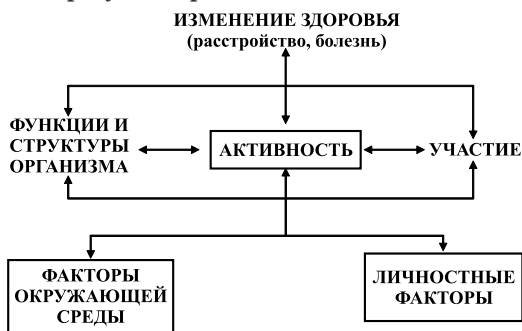 ИЗМЕНЕНИЕ ЗДОРОВЬЯ
(расстройство, болезнь)
ФУНКЦИИ И
СТРУКТУРЫ
ОРГАНИЗМА
АКТИВНОСТЬ
УЧАСТИЕ
ФАКТОРЫ
ОКРУЖАЮЩЕЙ
СРЕДЫ
ЛИЧНОСТНЫЕ
ФАКТОРЫ